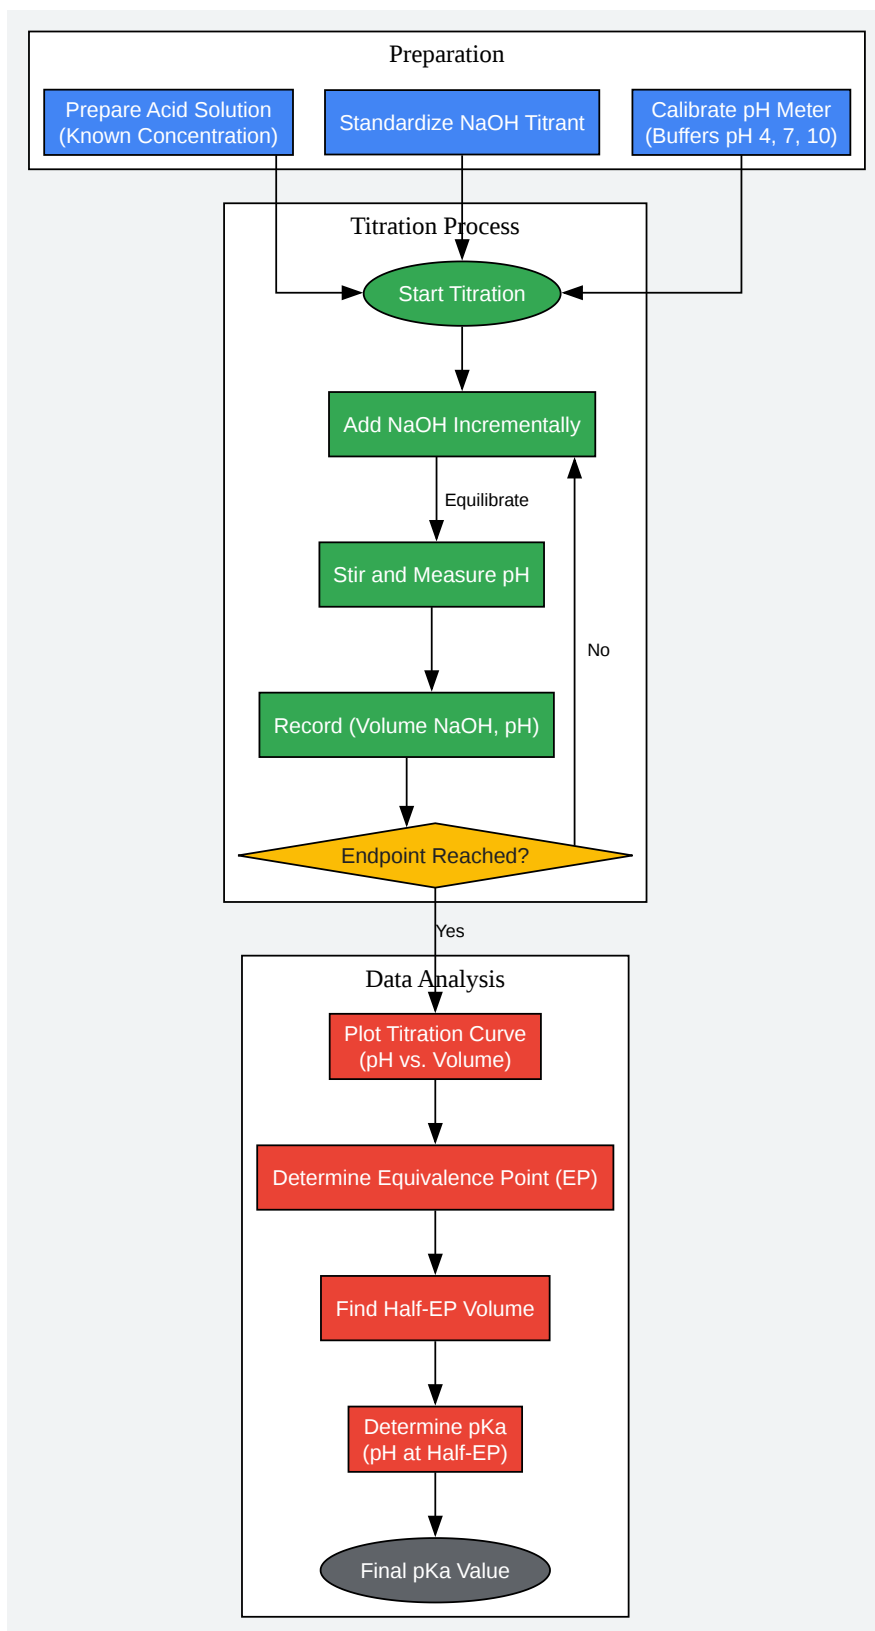 Preparation
Prepare Acid Solution
(Known Concentration)
Standardize NaOH Titrant
Calibrate pH Meter
(Buffers pH 4, 7, 10)
Titration Process
Start Titration
Add NaOH Incrementally
Equilibrate
Stir and Measure pH
No
Record (Volume NaOH, pH)
Endpoint Reached?
Yes
Data Analysis
Plot Titration Curve
(pH vs. Volume)
Determine Equivalence Point (EP)
Find Half-EP Volume
Determine pKa
(pH at Half-EP)
Final pKa Value